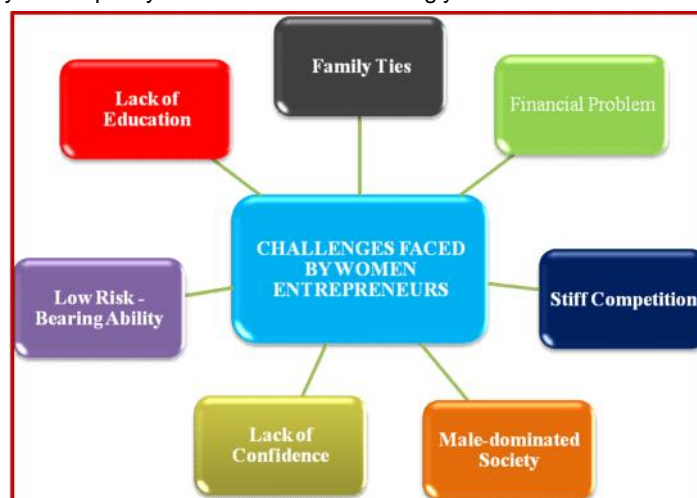 Family Ties
Financial Problem
Stiff Competition
Male-dominated
Society
Lack of
Confidence
Low Risk -
Bearing Ability
Lack of
Education
CHALLENGES FACED
BY WOMEN
ENTREPRENEURS